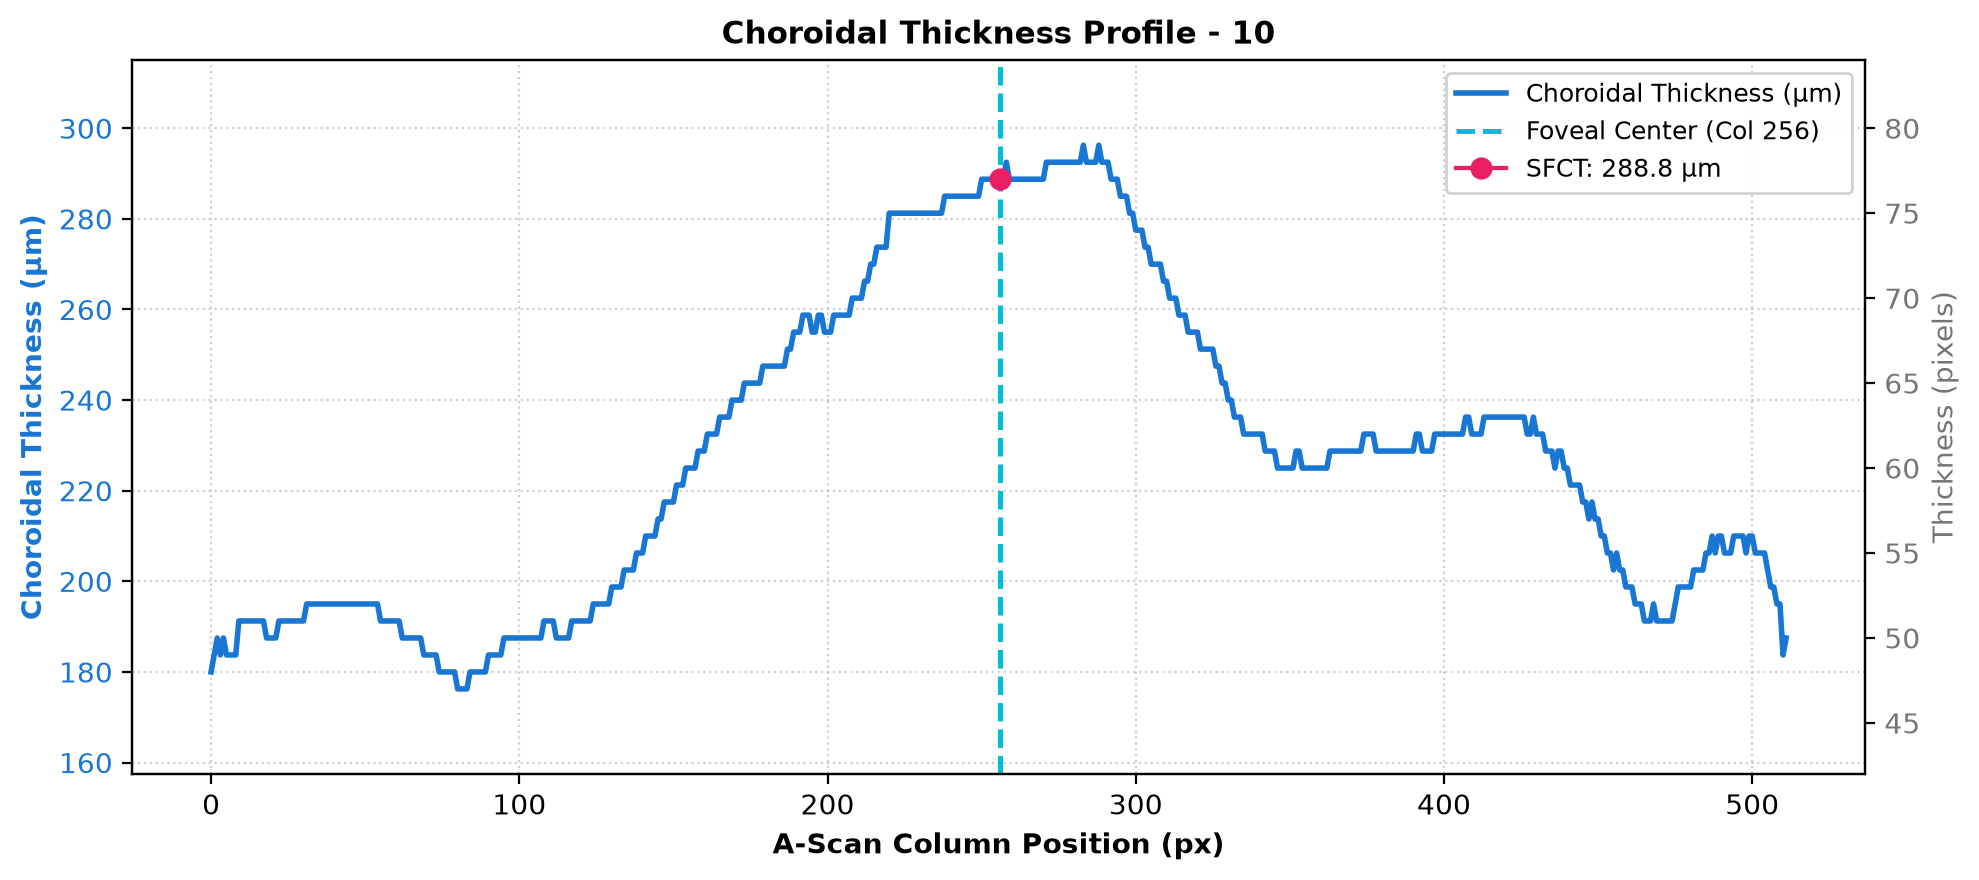 Choroidal Thickness Profile - 10
Choroidal Thickness (µm)
Foveal Center (Col 256)
SFCT: 288.8 µm
300
280
260
240
220
200
180
160
Choroidal Thickness (µm)
80
75
70
65
60
55
50
45
Thickness (pixels)
0 100 200 300 400 500
A-Scan Column Position (px)